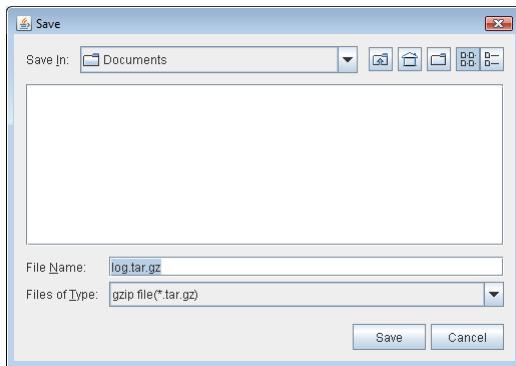 Save
Save In: Documents
File Name: log.tar.gz
Files of Type: gzip file(*.tar.gz)
Save Cancel